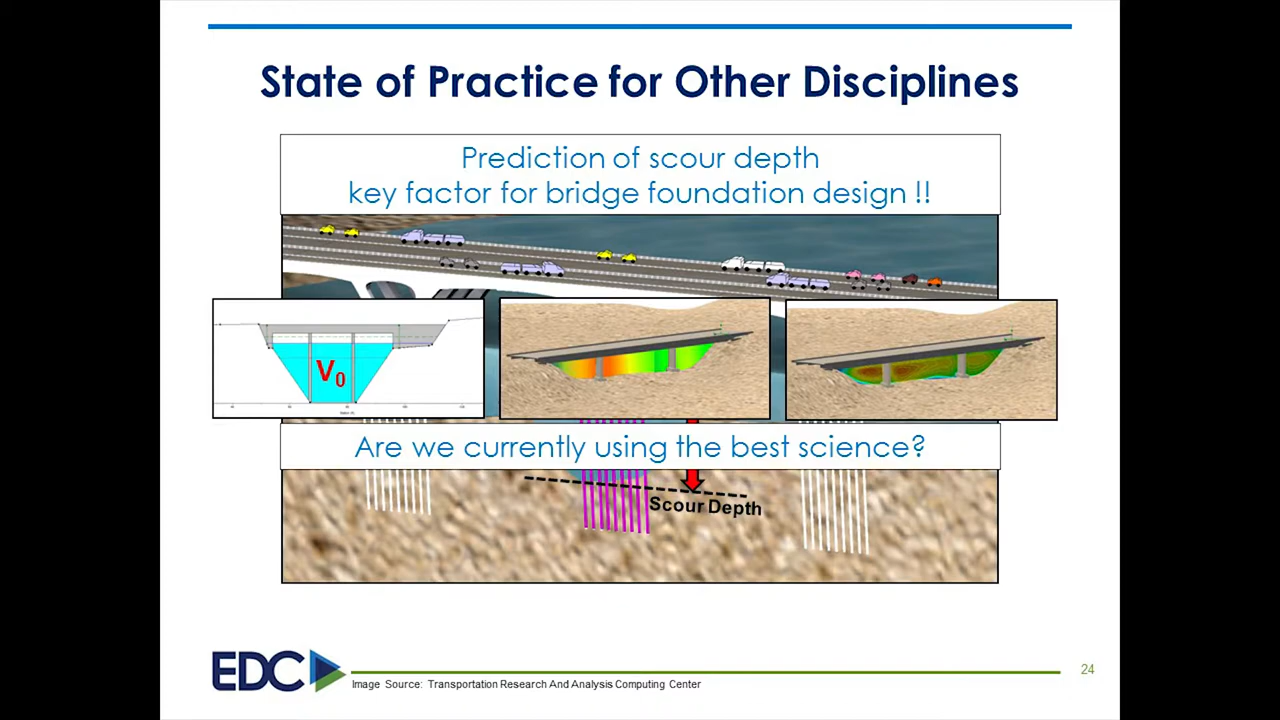 State of Practice for Other Disciplines
Prediction of scour depth
key factor for bridge foundation design !!
V0
Are we currently using the best science?
Scour Depth
EDC
24
Image Source: Transportation Research And Analysis Computing Center